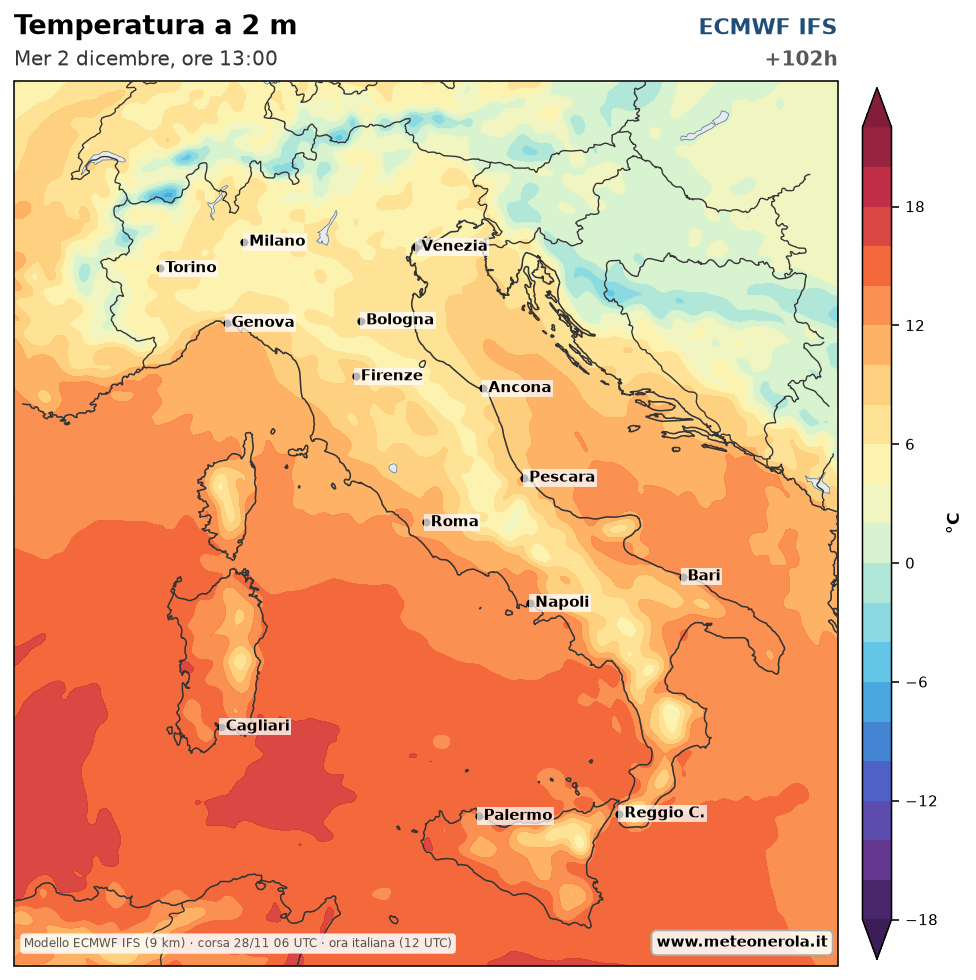 Temperatura a 2 m
ECMWF IFS
Mer 2 dicembre, ore 13:00
+102h
Milano
Venezia
Torino
Genova
Bologna
Firenze
Ancona
Pescara
Roma
Bari
Napoli
Cagliari
Palermo
Reggio C.
18
12
6
0
−6
−12
−18
°C
Modello ECMWF IFS (9 km) · corsa 28/11 06 UTC · ora italiana (12 UTC)
www.meteonerola.it